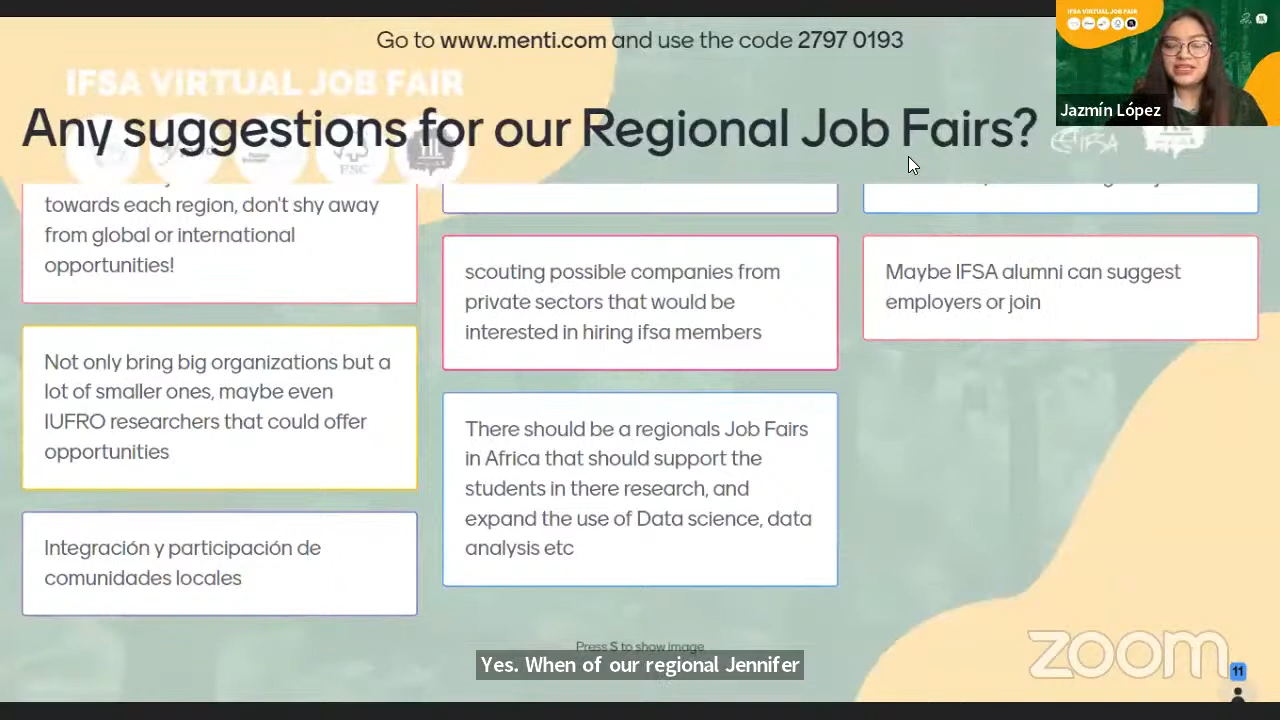 Go to www.menti.com and use the code 2797 0193
IFSA VIRTUAL JOB FAIR
IFSA VIRTUAL JOB FAIR
Jazmín López
Any suggestions for our Regional Job Fairs?
FSC
IFSA
towards each region, don't shy away
from global or international
opportunities!
Not only bring big organizations but a
lot of smaller ones, maybe even
IUFRO researchers that could offer
opportunities
Integración y participación de
comunidades locales
scouting possible companies from
private sectors that would be
interested in hiring ifsa members
There should be a regionals Job Fairs
in Africa that should support the
students in there research, and
expand the use of Data science, data
analysis etc
Maybe IFSA alumni can suggest
employers or join
Press S to show image
Yes. When of our regional Jennifer
zoom
11